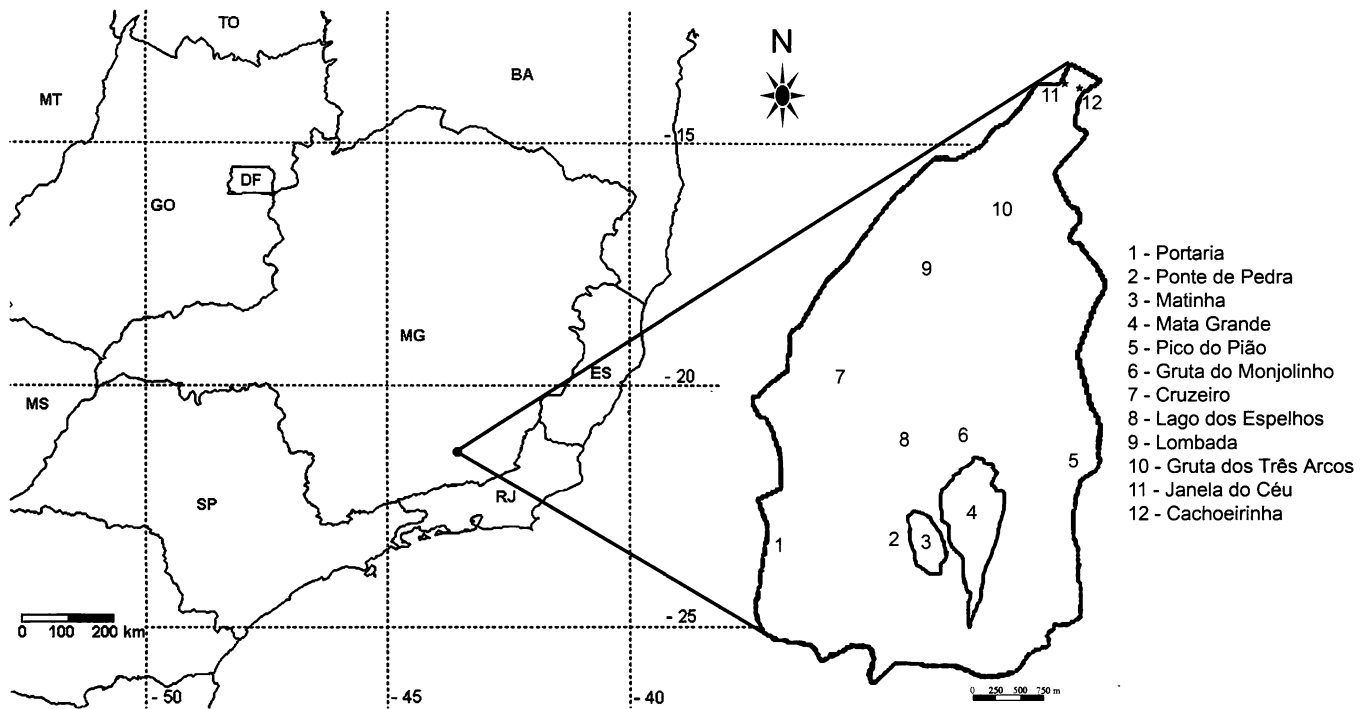 TO
BA
MT
N
11
12
- 15
DF
GO
10
9
MG
7
- 20
ES
MS
8
6
5
RJ
SP
4
1
2
3
- 25
0 100 200 km
- 50
- 45
- 40
0 250 500 750 m
1 - Portaria
2 - Ponte de Pedra
3 - Matinha
4 - Mata Grande
5 - Pico do Pião
6 - Gruta do Monjolinho
7 - Cruzeiro
8 - Lago dos Espelhos
9 - Lombada
10 - Gruta dos Três Arcos
11 - Janela do Céu
12 - Cachoeirinha